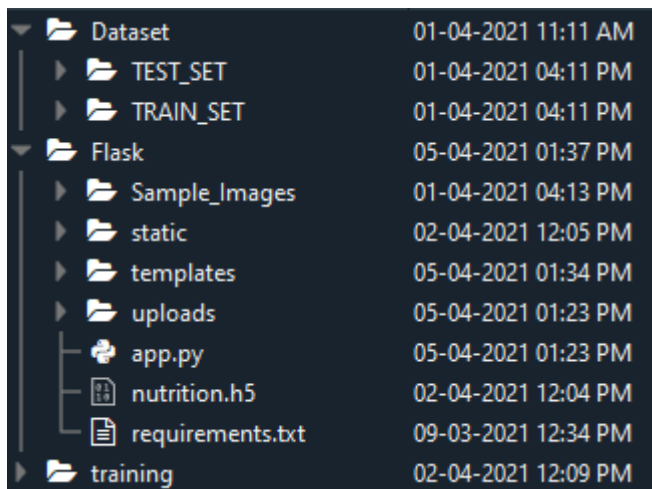 Dataset 01-04-2021 11:11 AM
TEST_SET 01-04-2021 04:11 PM
TRAIN_SET 01-04-2021 04:11 PM
Flask 05-04-2021 01:37 PM
Sample_Images 01-04-2021 04:13 PM
static 02-04-2021 12:05 PM
templates 05-04-2021 01:34 PM
uploads 05-04-2021 01:23 PM
app.py 05-04-2021 01:23 PM
nutrition.h5 02-04-2021 12:04 PM
requirements.txt 09-03-2021 12:34 PM
training 02-04-2021 12:09 PM